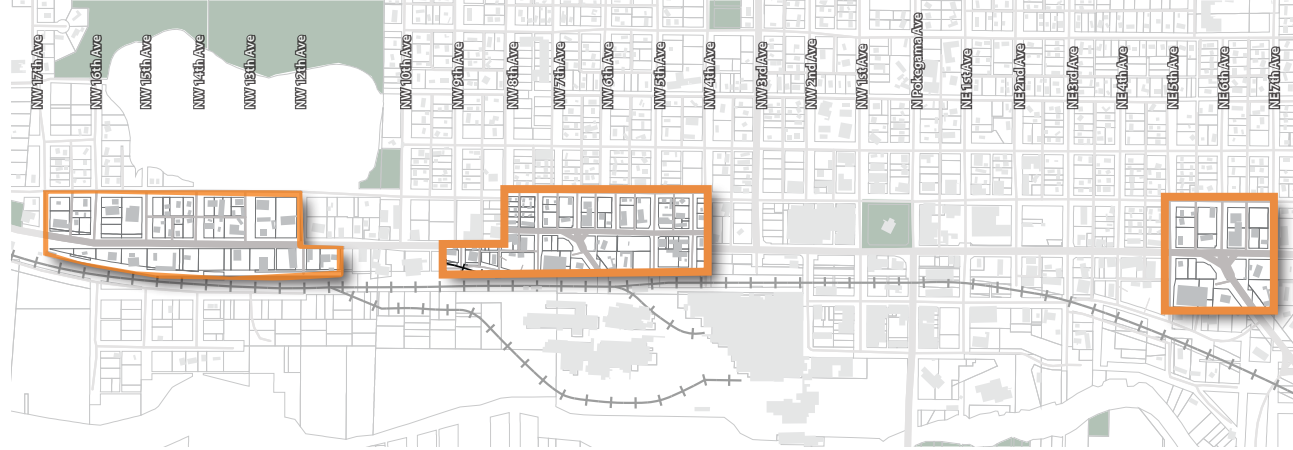 NW 17th Ave
NW 16th Ave
NW 15th Ave
NW 14th Ave
NW 13th Ave
NW 12th Ave
NW 10th Ave
NW 9th Ave
NW 8th Ave
NW 7th Ave
NW 6th Ave
NW 5th Ave
NW 4th Ave
NW 3rd Ave
NW 2nd Ave
NW 1st Ave
N Pokegama Ave
NE 1st Ave
NE 2nd Ave
NE 3rd Ave
NE 4th Ave
NE 5th Ave
NE 6th Ave
NE 7th Ave